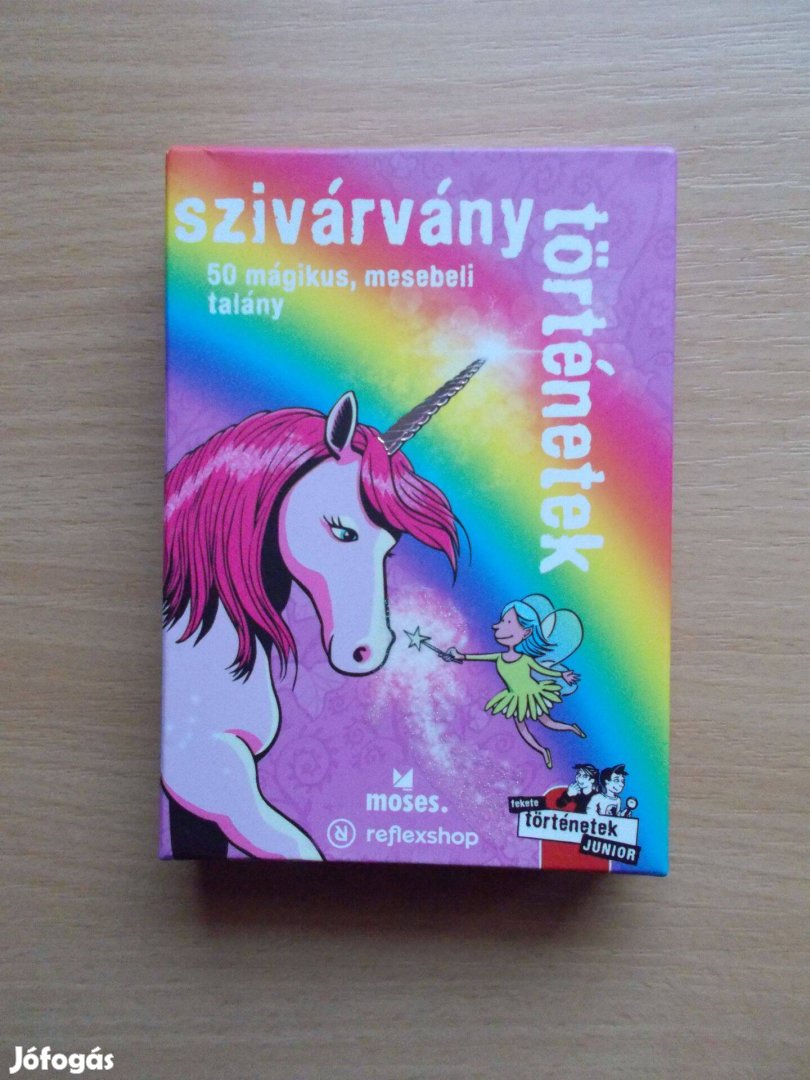 szivárvány
történetek
50 mágikus, mesebeli
talány
moses.
reflexshop
fekete
történetek
JUNIOR
Jófogás